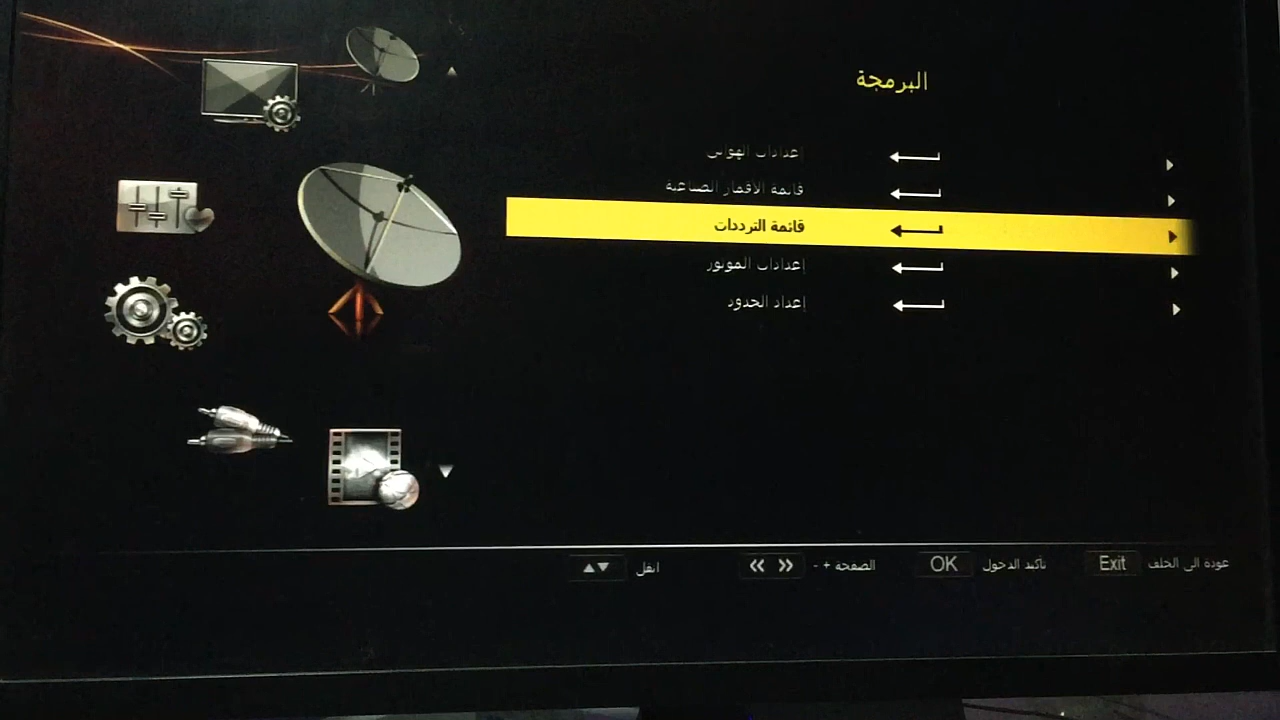 البرمجة
إعدادات الهوائي
قائمة الأقمار الصناعية
قائمة الترددات
إعدادات الموتور
إعداد الحدود
عودة الى الخلف Exit تأكيد الدخول OK الصفحة + - انقل